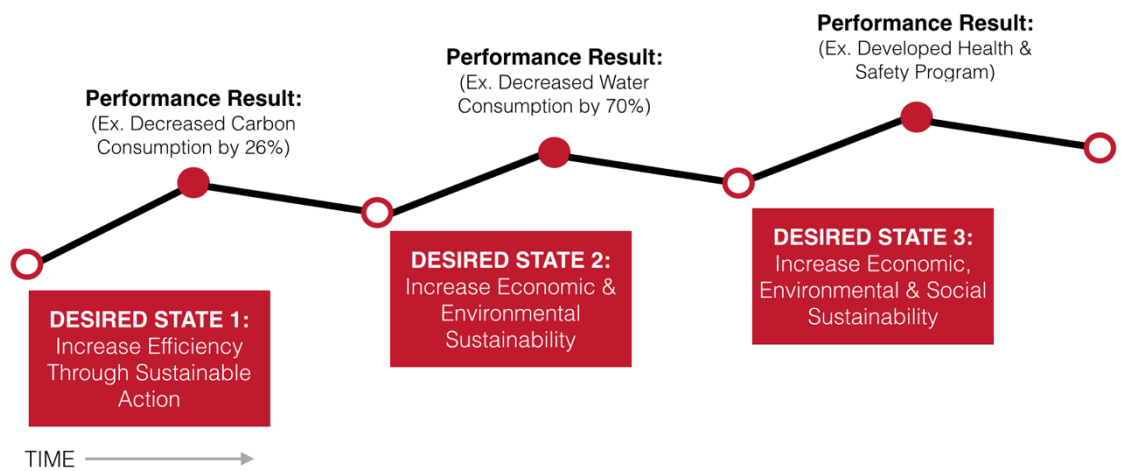 Performance Result:
(Ex. Decreased Carbon
Consumption by 26%)
Performance Result:
(Ex. Decreased Water
Consumption by 70%)
Performance Result:
(Ex. Developed Health &
Safety Program)
DESIRED STATE 1:
Increase Efficiency
Through Sustainable
Action
DESIRED STATE 2:
Increase Economic &
Environmental
Sustainability
DESIRED STATE 3:
Increase Economic,
Environmental & Social
Sustainability
TIME